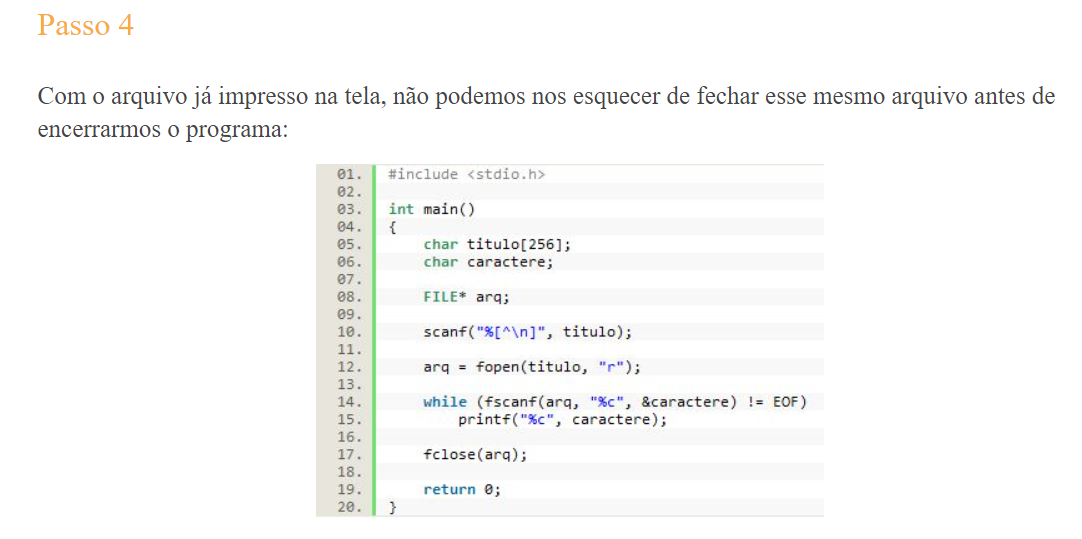 Passo 4
Com o arquivo já impresso na tela, não podemos nos esquecer de fechar esse mesmo arquivo antes de
encerrarmos o programa:
01. #include <stdio.h>
02.
03. int main()
04. {
05.     char titulo[256];
06.     char caractere;
07.
08.     FILE* arq;
09.
10.     scanf("%[^\n]", titulo);
11.
12.     arq = fopen(titulo, "r");
13.
14.     while (fscanf(arq, "%c", &caractere) != EOF)
15.         printf("%c", caractere);
16.
17.     fclose(arq);
18.
19.     return 0;
20. }